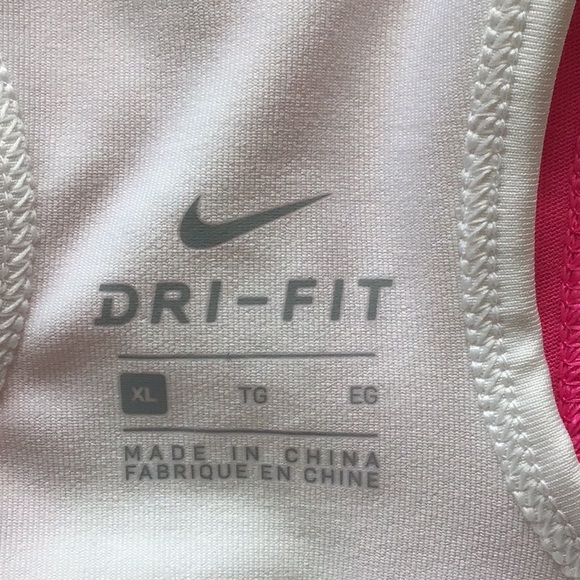 DRI-FIT
XL TG EG
MADE IN CHINA
FABRIQUE EN CHINE